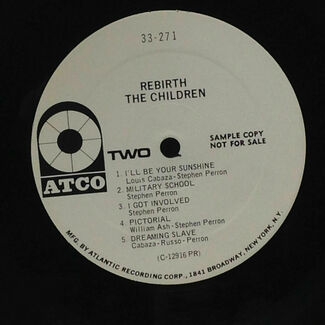 33-271
REBIRTH
THE CHILDREN
ATCO
TWO
SAMPLE COPY
NOT FOR SALE
1. I'LL BE YOUR SUNSHINE
Louis Cabaza-Stephen Perron
2. MILITARY SCHOOL
Stephen Perron
3. I GOT INVOLVED
Stephen Perron
4. PICTORIAL
William Ash-Stephen Perron
5. DREAMING SLAVE
Cabaza-Russo-Perron
(C-12916 PR)
MFG. BY ATLANTIC RECORDING CORP., 1841 BROADWAY, NEW YORK, N.Y.